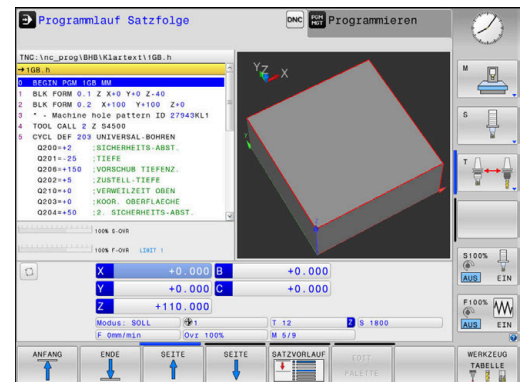 Programmlauf Satzfolge
DNC
PGM MGT
Programmieren
TNC:\nc_prog\BHB\Klartext\1GB.h
→1GB.h
0 BEGIN PGM 1GB MM
1 BLK FORM 0.1 Z X+0 Y+0 Z-40
2 BLK FORM 0.2 X+100 Y+100 Z+0
3 * - Machine hole pattern ID 27943KL1
4 TOOL CALL 2 Z S4500
5 CYCL DEF 203 UNIVERSAL-BOHREN
Q200=+2 ;SICHERHEITS-ABST.
Q201=-25 ;TIEFE
Q206=+150 ;VORSCHUB TIEFENZ.
Q202=+5 ;ZUSTELL-TIEFE
Q210=+0 ;VERWEILZEIT OBEN
Q203=+0 ;KOOR. OBERFLAECHE
Q204=+50 ;2. SICHERHEITS-ABST.
Y Z X
100% S-OVR
100% F-OVR LIMIT 1
X +0.000 B +0.000
Y +0.000 C +0.000
Z +110.000
Modus: SOLL 1 T 12 Z S 1800
F 0mm/min Ovr 100% M 5/9
M
S
T
S100%
AUS EIN
F100%
AUS EIN
ANFANG
ENDE
SEITE
SEITE
SATZVORLAUF
EDIT PALETTE
WERKZEUG TABELLE